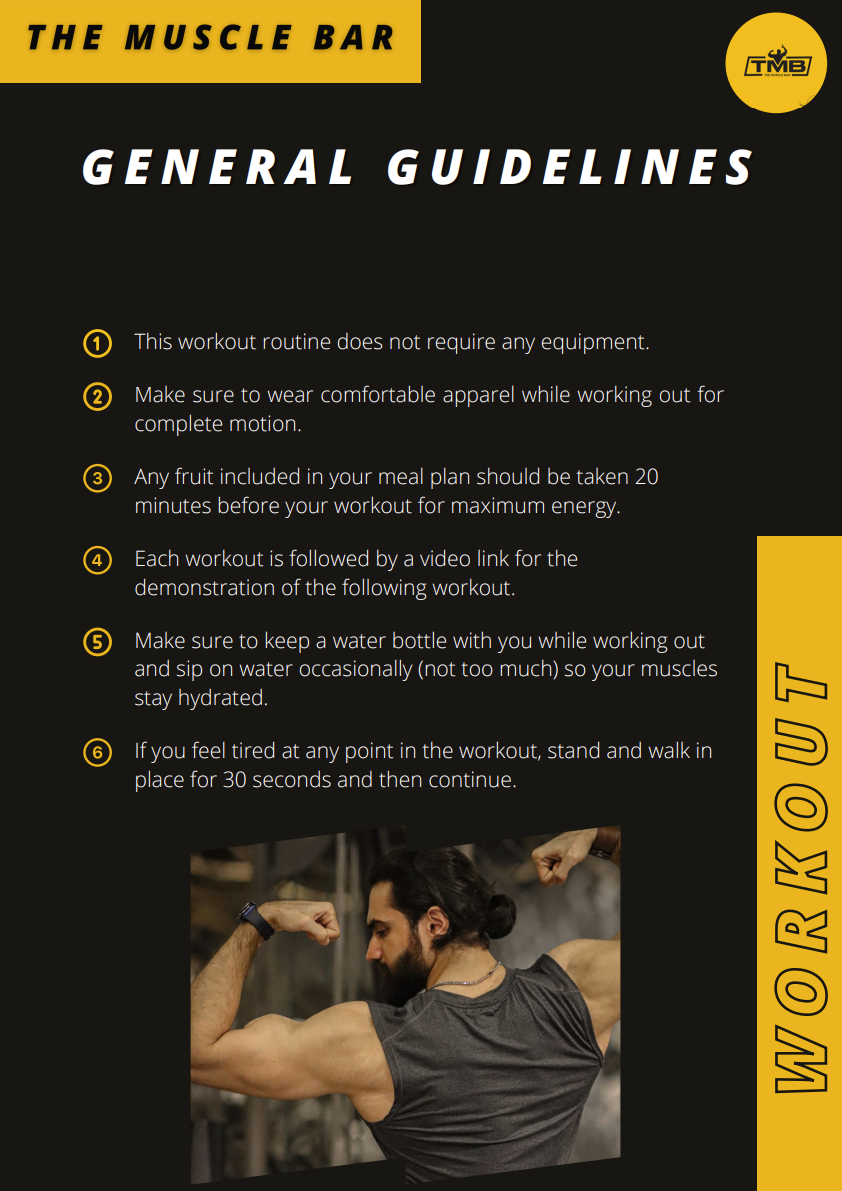 THE MUSCLE BAR
TMB
THE MUSCLE BAR
GENERAL GUIDELINES
1 This workout routine does not require any equipment.
2 Make sure to wear comfortable apparel while working out for
complete motion.
3 Any fruit included in your meal plan should be taken 20
minutes before your workout for maximum energy.
4 Each workout is followed by a video link for the
demonstration of the following workout.
5 Make sure to keep a water bottle with you while working out
and sip on water occasionally (not too much) so your muscles
stay hydrated.
6 If you feel tired at any point in the workout, stand and walk in
place for 30 seconds and then continue.
WORKOUT